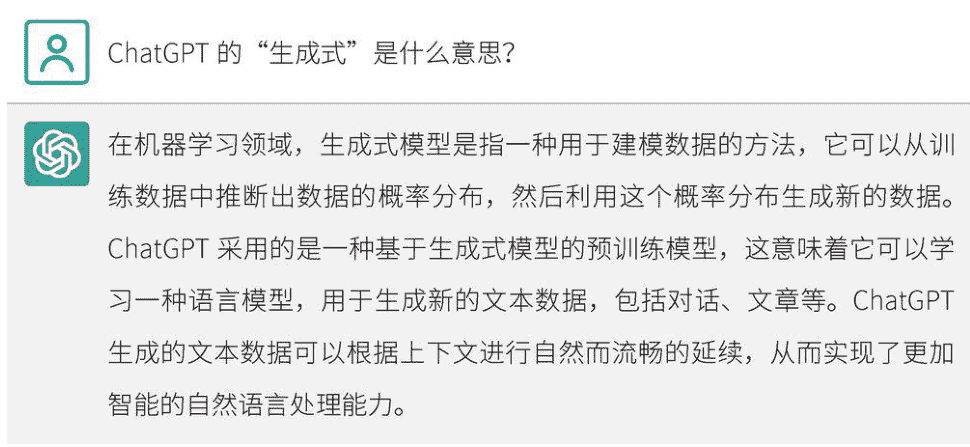 ChatGPT 的“生成式”是什么意思？
在机器学习领域，生成式模型是指一种用于建模数据的方法，它可以从训
练数据中推断出数据的概率分布，然后利用这个概率分布生成新的数据。
ChatGPT 采用的是一种基于生成式模型的预训练模型，这意味着它可以学
习一种语言模型，用于生成新的文本数据，包括对话、文章等。ChatGPT
生成的文本数据可以根据上下文进行自然而流畅的延续，从而实现了更加
智能的自然语言处理能力。